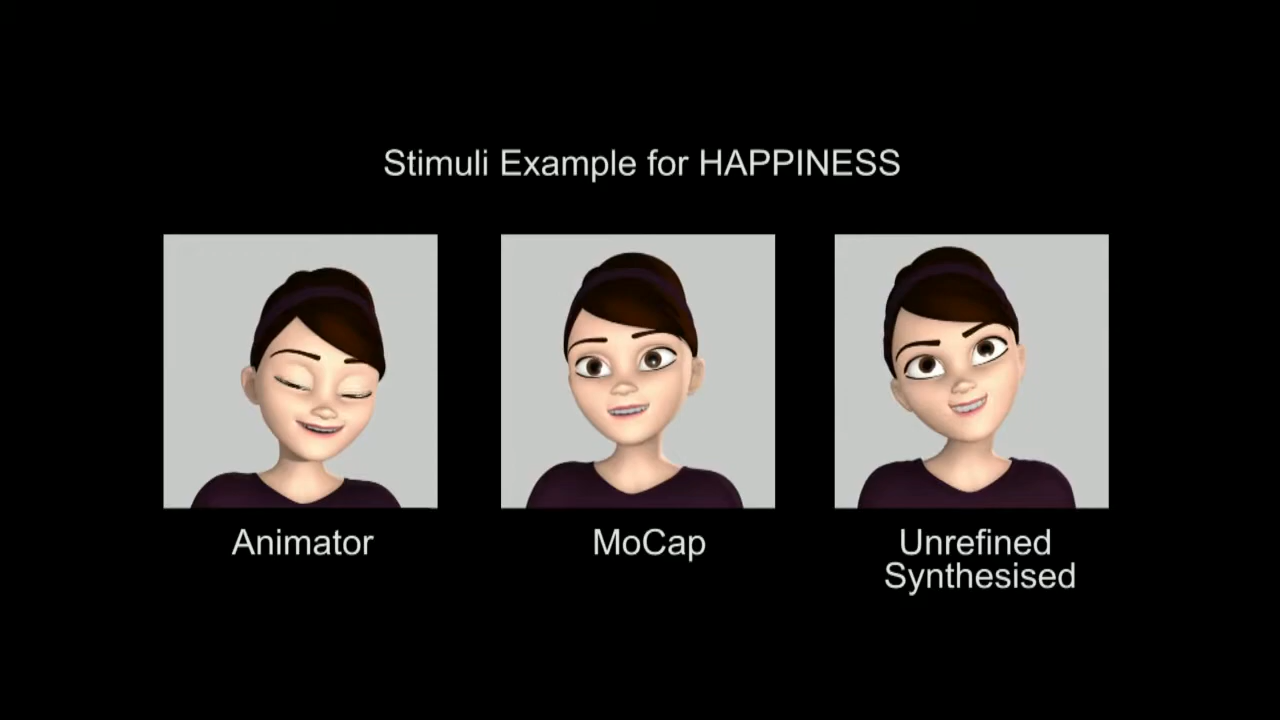 Stimuli Example for HAPPINESS
Animator
MoCap
Unrefined
Synthesised